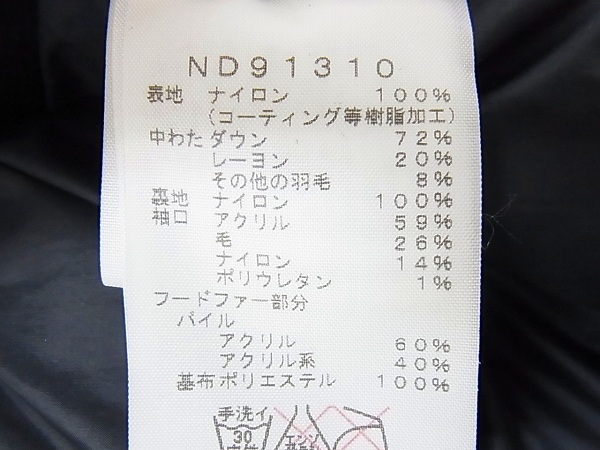 ND91310
表地 ナイロン 100%
(コーティング等樹脂加工)
中わた ダウン 72%
レーヨン 20%
その他の羽毛 8%
裏地 ナイロン 100%
袖口 アクリル 59%
毛 26%
ナイロン 14%
ポリウレタン 1%
フードファー部分
パイル
アクリル 60%
アクリル系 40%
基布 ポリエステル 100%
手洗イ
30